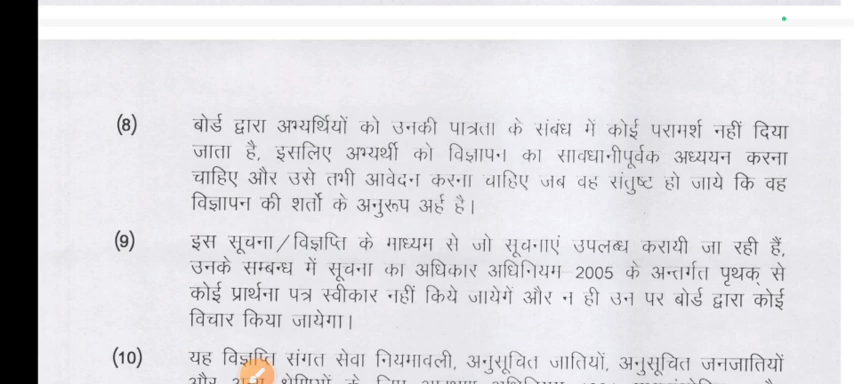 (8) बोर्ड द्वारा अभ्यर्थियों को उनकी पात्रता के संबंध में कोई परामर्श नहीं दिया
जाता है, इसलिए अभ्यर्थी को विज्ञापन का सावधानीपूर्वक अध्ययन करना
चाहिए और उसे तभी आवेदन करना चाहिए जब वह संतुष्ट हो जाये कि वह
विज्ञापन की शर्तो के अनुरूप अर्ह है।
(9) इस सूचना/विज्ञप्ति के माध्यम से जो सूचनाएं उपलब्ध करायी जा रही हैं,
उनके सम्बन्ध में सूचना का अधिकार अधिनियम 2005 के अन्तर्गत पृथक् से
कोई प्रार्थना पत्र स्वीकार नहीं किये जायेगें और न ही उन पर बोर्ड द्वारा कोई
विचार किया जायेगा।
(10) यह विज्ञप्ति संगत सेवा नियमावली, अनुसूचित जातियों, अनुसूचित जनजातियों
और श्रेणियों के लिए